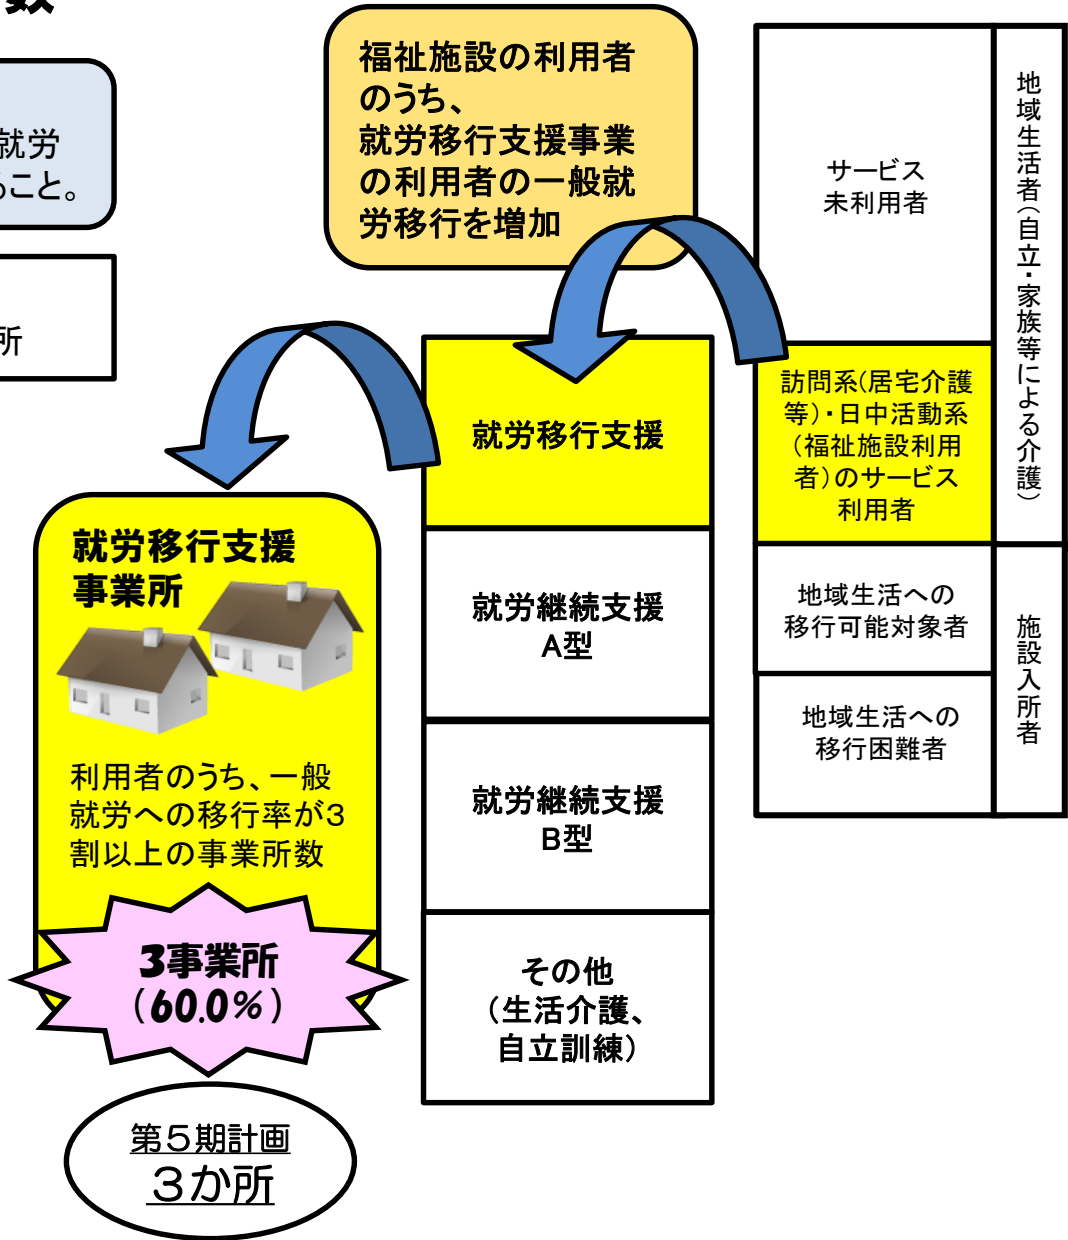 数
就労
ること。
所
福祉施設の利用者
のうち、
就労移行支援事業
の利用者の一般就
労移行を増加
サービス
未利用者
訪問系(居宅介護
等)・日中活動系
(福祉施設利用
者)のサービス
利用者
地域生活への
移行可能対象者
地域生活への
移行困難者
地域生活者(自立・家族等による介護)
施設入所者
就労移行支援
就労継続支援
A型
就労継続支援
B型
その他
(生活介護、
自立訓練)
就労移行支援
事業所
利用者のうち、一般
就労への移行率が3
割以上の事業所数
3事業所
(60.0%)
第5期計画
3か所